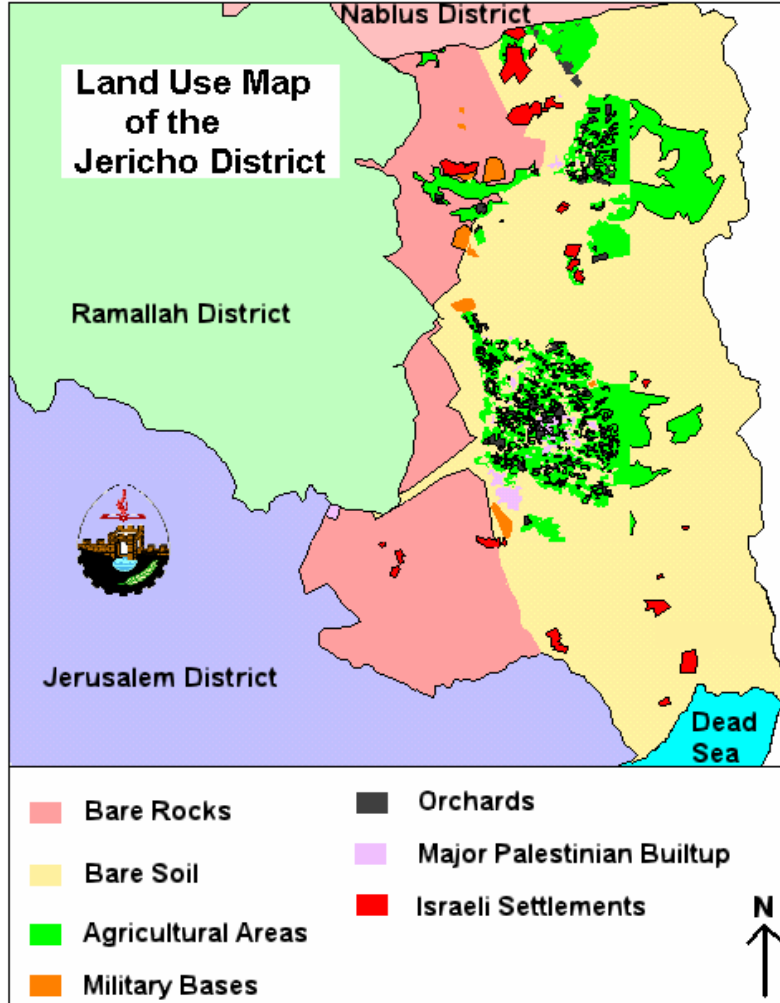 Nablus District
Land Use Map
of the
Jericho District
Ramallah District
Jerusalem District
Dead
Sea
Bare Rocks
Bare Soil
Agricultural Areas
Military Bases
Orchards
Major Palestinian Builtup
Israeli Settlements
N